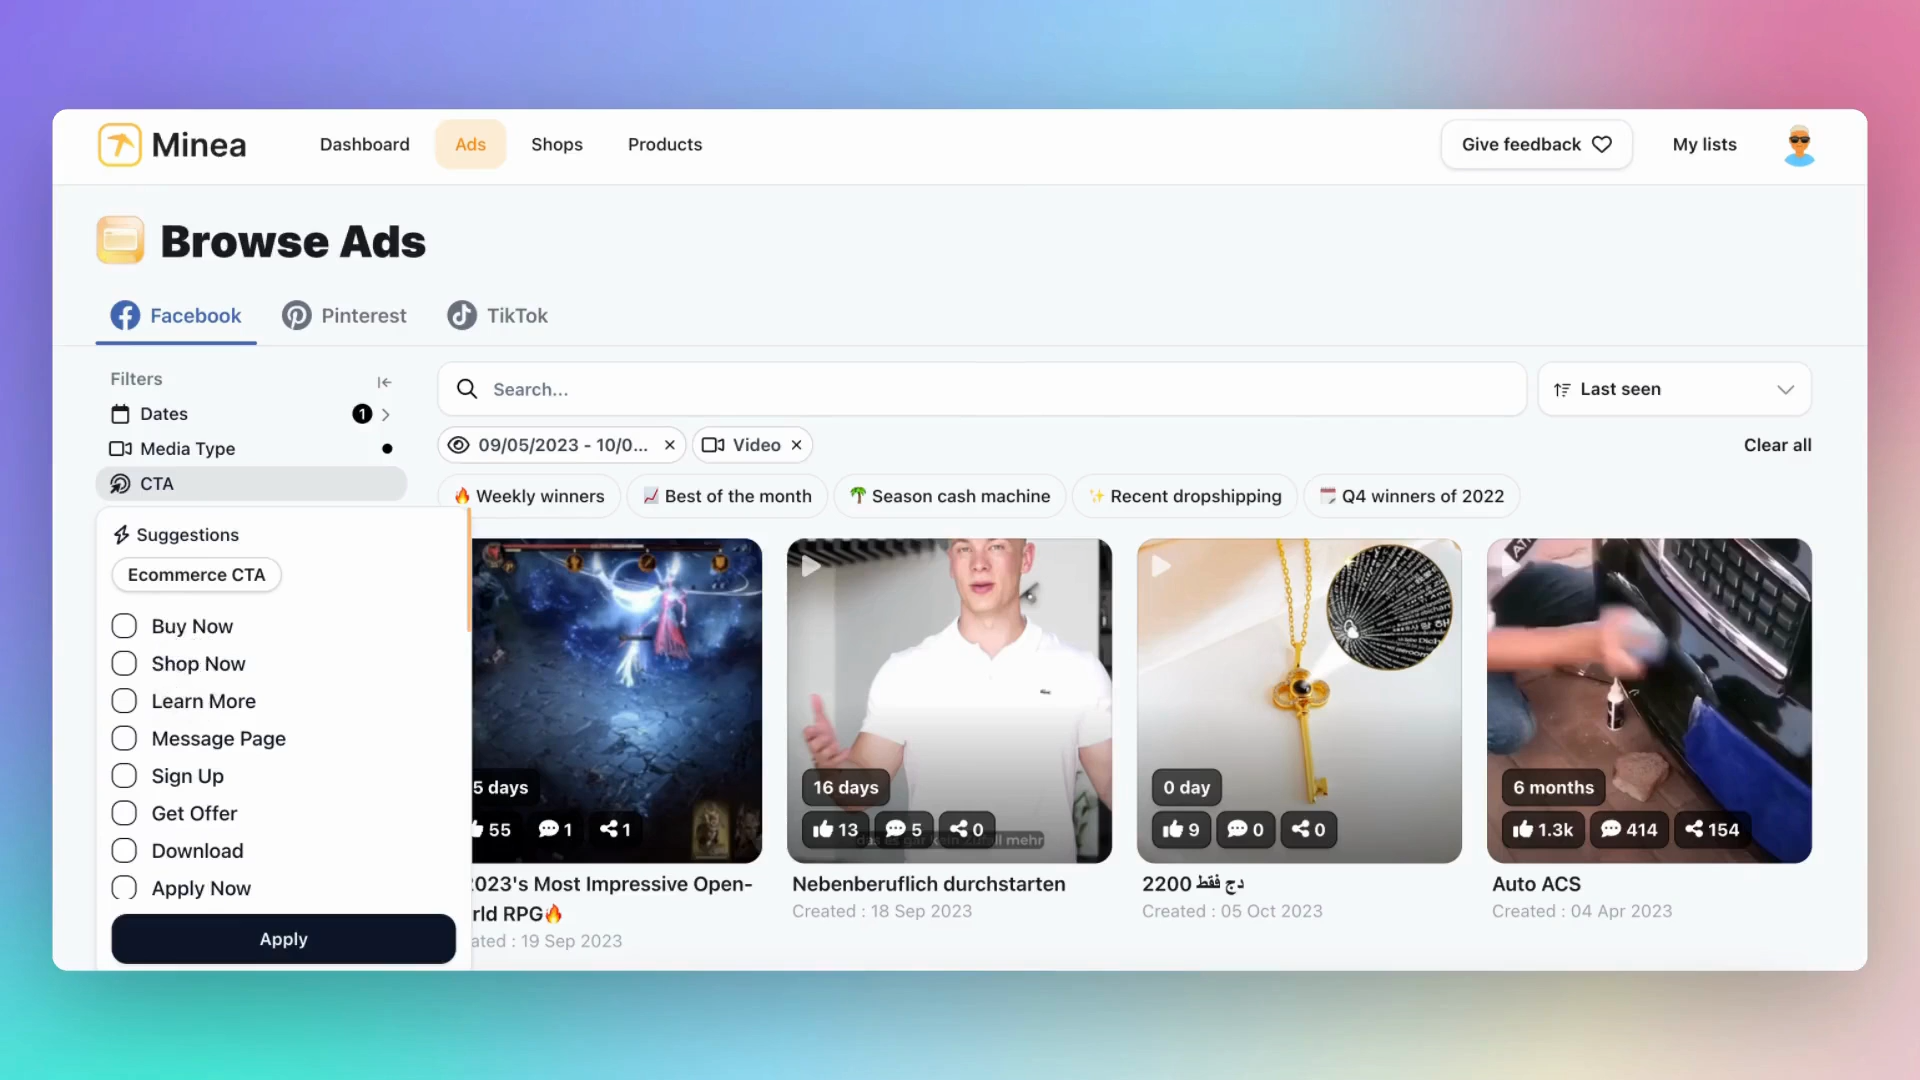 Minea
Dashboard
Ads
Shops
Products
Give feedback
My lists
Browse Ads
Facebook
Pinterest
TikTok
Filters
Dates
1
Media Type
CTA
Search...
Last seen
09/05/2023 - 10/0...
Video
Clear all
🔥 Weekly winners
📈 Best of the month
🌴 Season cash machine
✨ Recent dropshipping
🗓️ Q4 winners of 2022
Suggestions
Ecommerce CTA
Buy Now
Shop Now
Learn More
Message Page
Sign Up
Get Offer
Download
Apply Now
Apply
5 days
55
1
1
2023's Most Impressive Open-
rld RPG🔥
ated : 19 Sep 2023
16 days
13
5
0
Nebenberuflich durchstarten
Created : 18 Sep 2023
0 day
9
0
0
2200 دج فقط
Created : 05 Oct 2023
6 months
1.3k
414
154
Auto ACS
Created : 04 Apr 2023